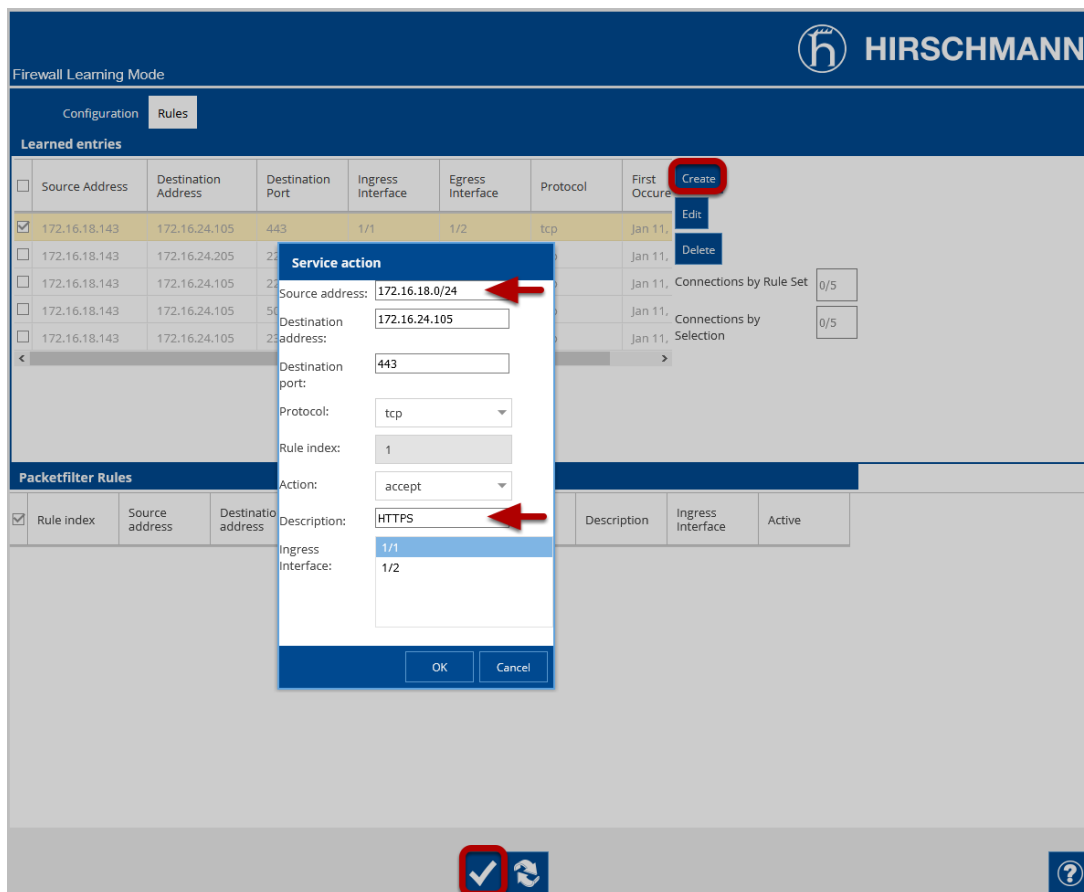 HIRSCHMANN
Firewall Learning Mode
Configuration Rules
Learned entries
Source Address Destination Address Destination Port Ingress Interface Egress Interface Protocol First Occure
Create
Edit
Delete
172.16.18.143 172.16.24.105 443 1/1 1/2 tcp Jan 11,
172.16.18.143 172.16.24.205 22 Jan 11,
172.16.18.143 172.16.24.105 22 Jan 11,
172.16.18.143 172.16.24.105 50 Jan 11,
172.16.18.143 172.16.24.105 23 Jan 11,
Connections by Rule Set 0/5
Connections by Selection 0/5
Service action
Source address: 172.16.18.0/24
Destination address: 172.16.24.105
Destination port: 443
Protocol: tcp
Rule index: 1
Action: accept
Description: HTTPS
Ingress Interface: 1/1
1/2
OK Cancel
Packetfilter Rules
Rule index Source address Destinatio address Description Ingress Interface Active
?